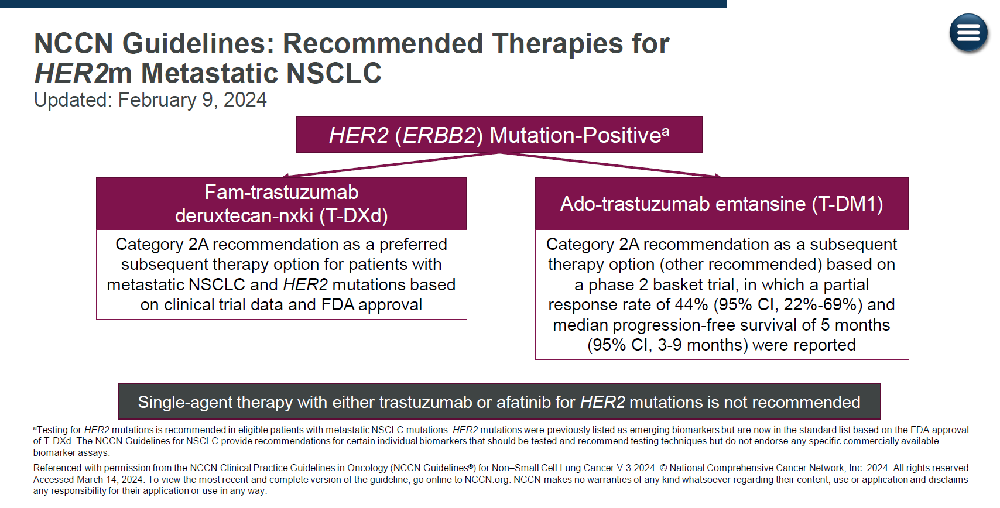 NCCN Guidelines: Recommended Therapies for
HER2m Metastatic NSCLC
Updated: February 9, 2024
HER2 (ERBB2) Mutation-Positiveᵃ
Fam-trastuzumab
deruxtecan-nxki (T-DXd)
Category 2A recommendation as a preferred
subsequent therapy option for patients with
metastatic NSCLC and HER2 mutations based
on clinical trial data and FDA approval
Ado-trastuzumab emtansine (T-DM1)
Category 2A recommendation as a subsequent
therapy option (other recommended) based on
a phase 2 basket trial, in which a partial
response rate of 44% (95% CI, 22%-69%) and
median progression-free survival of 5 months
(95% CI, 3-9 months) were reported
Single-agent therapy with either trastuzumab or afatinib for HER2 mutations is not recommended
ᵃTesting for HER2 mutations is recommended in eligible patients with metastatic NSCLC mutations. HER2 mutations were previously listed as emerging biomarkers but are now in the standard list based on the FDA approval
of T-DXd. The NCCN Guidelines for NSCLC provide recommendations for certain individual biomarkers that should be tested and recommend testing techniques but do not endorse any specific commercially available
biomarker assays.
Referenced with permission from the NCCN Clinical Practice Guidelines in Oncology (NCCN Guidelines®) for Non–Small Cell Lung Cancer V.3.2024. © National Comprehensive Cancer Network, Inc. 2024. All rights reserved.
Accessed March 14, 2024. To view the most recent and complete version of the guideline, go online to NCCN.org. NCCN makes no warranties of any kind whatsoever regarding their content, use or application and disclaims
any responsibility for their application or use in any way.